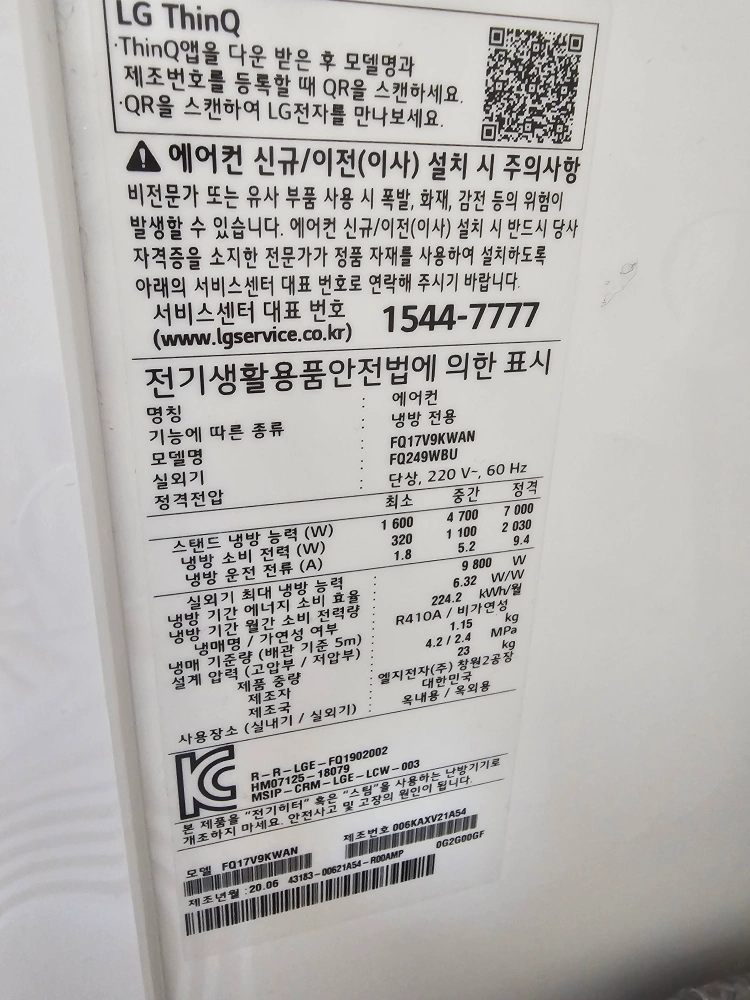 LG ThinQ
·ThinQ앱을 다운 받은 후 모델명과
제조번호를 등록할 때 QR을 스캔하세요.
·QR을 스캔하여 LG전자를 만나보세요.
에어컨 신규/이전(이사) 설치 시 주의사항
비전문가 또는 유사 부품 사용 시 폭발, 화재, 감전 등의 위험이
발생할 수 있습니다. 에어컨 신규/이전(이사) 설치 시 반드시 당사
자격증을 소지한 전문가가 정품 자재를 사용하여 설치하도록
아래의 서비스센터 대표 번호로 연락해 주시기 바랍니다.
서비스센터 대표 번호 1544-7777
(www.lgservice.co.kr)
전기생활용품안전법에 의한 표시
명칭 : 에어컨
기능에 따른 종류 : 냉방 전용
모델명 : FQ17V9KWAN
실외기 : FQ249WBU
정격전압 : 단상, 220 V~, 60 Hz
최소 중간 정격
스탠드 냉방 능력 (W) 1 600 4 700 7 000
냉방 소비 전력 (W) 320 1 100 2 030
냉방 운전 전류 (A) 1.8 5.2 9.4
실외기 최대 냉방 능력 : 9 800 W
냉방 기간 에너지 소비 효율 : 6.32 W/W
냉방 기간 월간 소비 전력량 : 224.2 kWh/월
냉매명 / 가연성 여부 : R410A / 비가연성
냉매 기준량 (배관 기준 5m) : 1.15 kg
설계 압력 (고압부 / 저압부) : 4.2 / 2.4 MPa
제품 중량 : 23 kg
제조자 : 엘지전자(주) 창원2공장
제조국 : 대한민국
사용장소 (실내기 / 실외기) : 옥내용 / 옥외용
R-R-LGE-FQ1902002
HM07125-18079
MSIP-CRM-LGE-LCW-003
본 제품을 "전기히터" 혹은 "스팀"을 사용하는 난방기기로
개조하지 마세요. 안전사고 및 고장의 원인이 됩니다.
모델 FQ17V9KWAN 제조번호 006KAXV21A54
제조년월 : 20.06 43183-00621A54-R00AMP 0G2G00GF